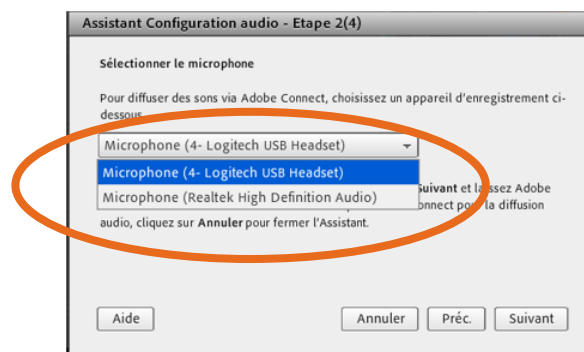 Assistant Configuration audio - Etape 2(4)
Sélectionner le microphone
Pour diffuser des sons via Adobe Connect, choisissez un appareil d'enregistrement ci-
dessous.
Microphone (4- Logitech USB Headset)
Microphone (4- Logitech USB Headset)
Microphone (Realtek High Definition Audio)
Suivant et laissez Adobe
pour la diffusion
audio, cliquez sur Annuler pour fermer l'Assistant.
Aide
Annuler
Préc.
Suivant